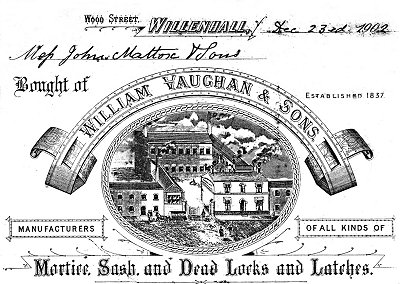 WOOD STREET. WILLENHALL, Dec 23rd 1902
Messrs John Mattox & Sons
Bought of
WILLIAM VAUGHAN & SONS
ESTABLISHED 1837.
MANUFACTURERS OF ALL KINDS OF
Mortice, Sash, and Dead Locks and Latches.